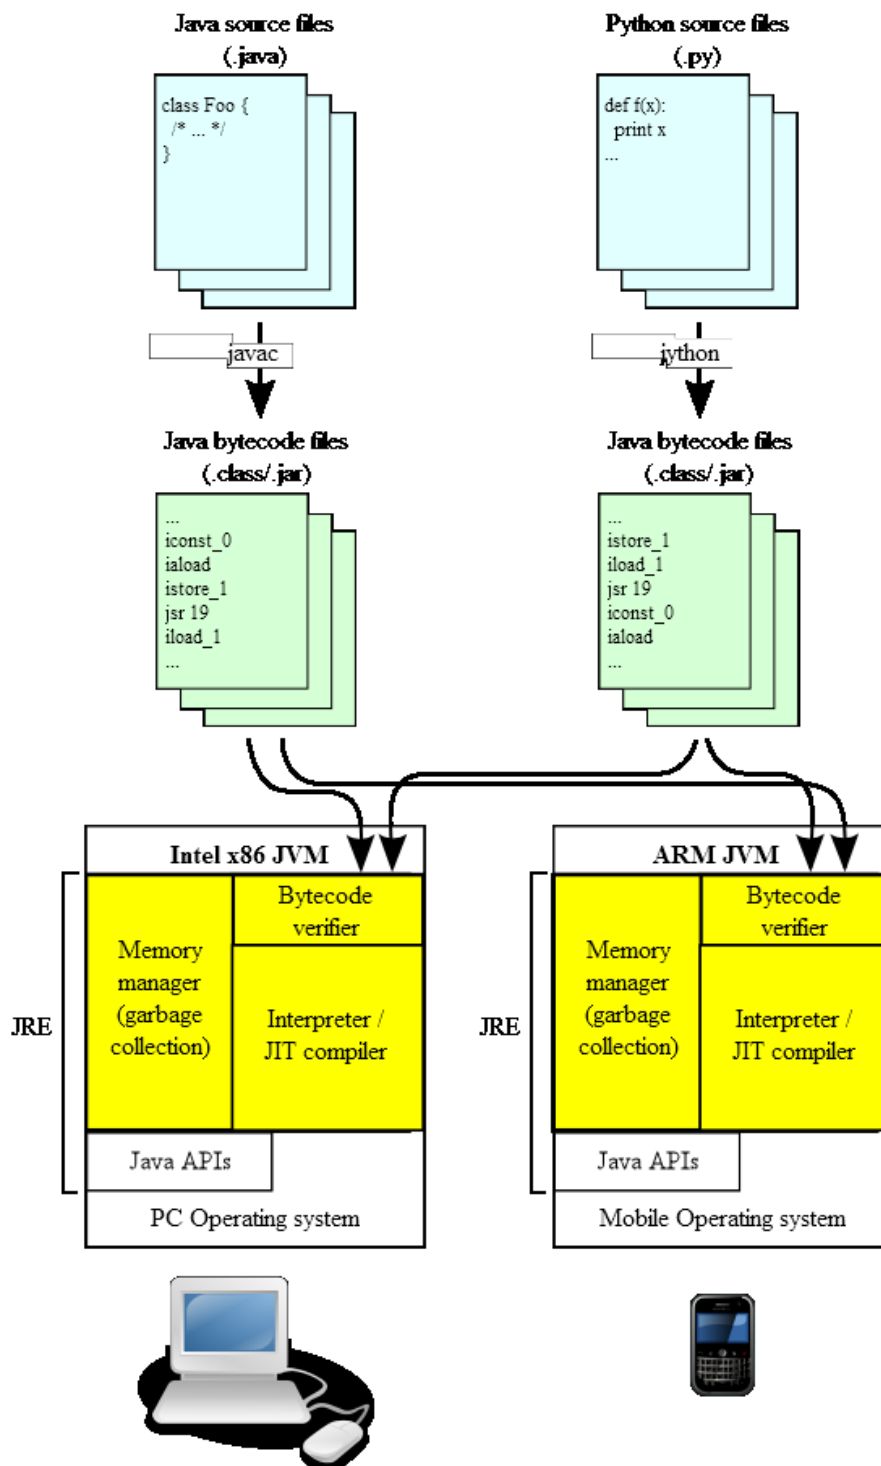 Java source files
(.java)
class Foo {
/* ... */
}
Python source files
(.py)
def f(x):
print x
...
javac
jython
Java bytecode files
(.class/.jar)
...
iconst_0
iaload
istore_1
jsr 19
iload_1
...
Java bytecode files
(.class/.jar)
...
istore_1
iload_1
jsr 19
iconst_0
iaload
...
Intel x86 JVM
JRE
Memory
manager
(garbage
collection)
Bytecode
verifier
Interpreter /
JIT compiler
Java APIs
PC Operating system
ARM JVM
JRE
Memory
manager
(garbage
collection)
Bytecode
verifier
Interpreter /
JIT compiler
Java APIs
Mobile Operating system